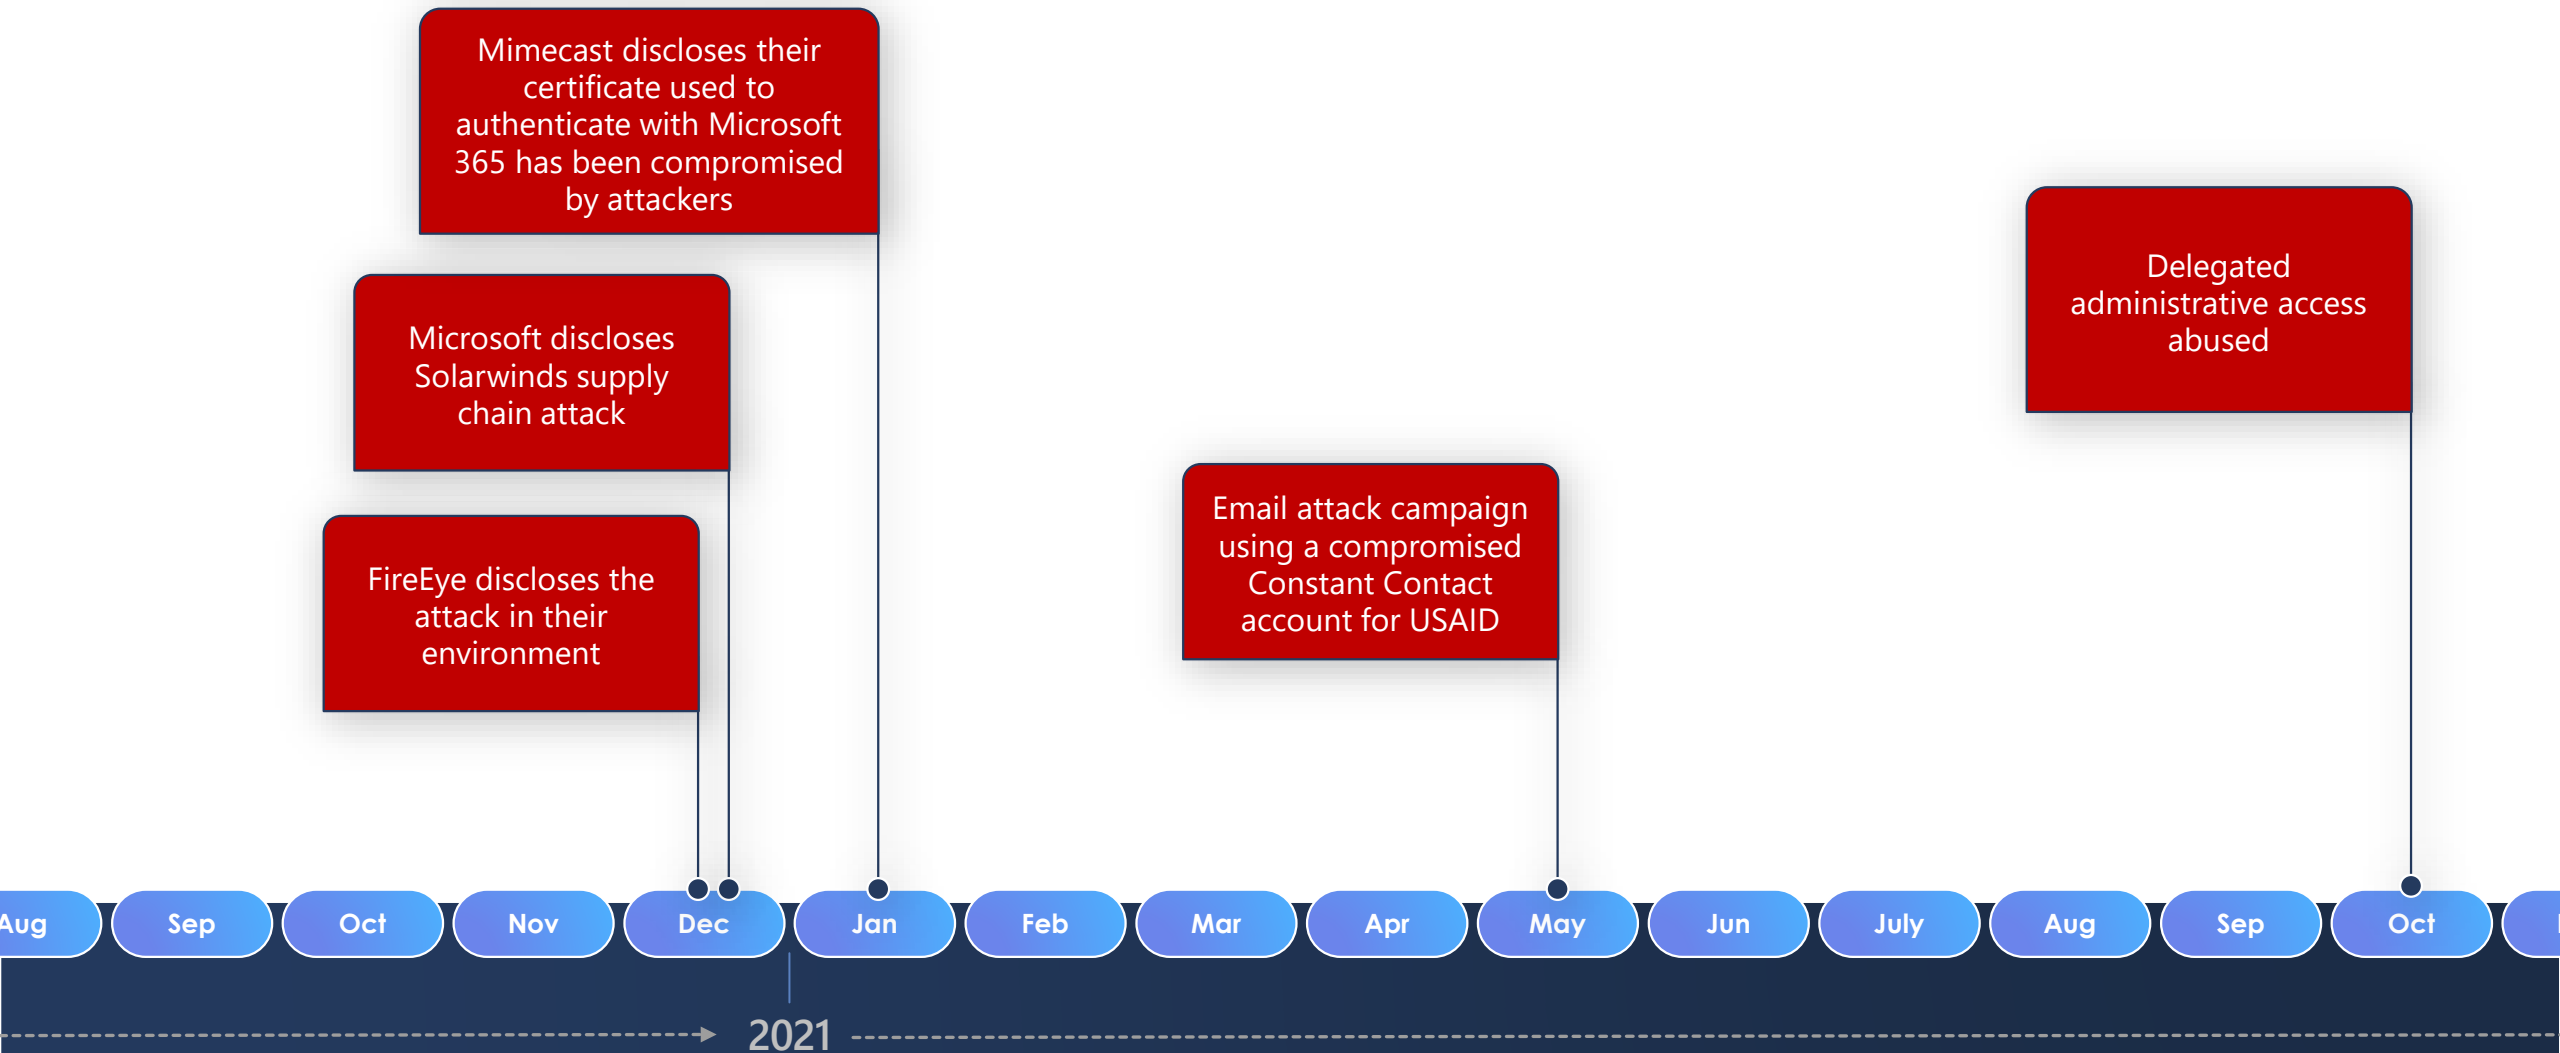 Mimecast discloses their
certificate used to
authenticate with Microsoft
365 has been compromised
by attackers
Microsoft discloses
Solarwinds supply
chain attack
FireEye discloses the
attack in their
environment
Email attack campaign
using a compromised
Constant Contact
account for USAID
Delegated
administrative access
abused
Aug
Sep
Oct
Nov
Dec
Jan
Feb
Mar
Apr
May
Jun
July
Aug
Sep
Oct
2021